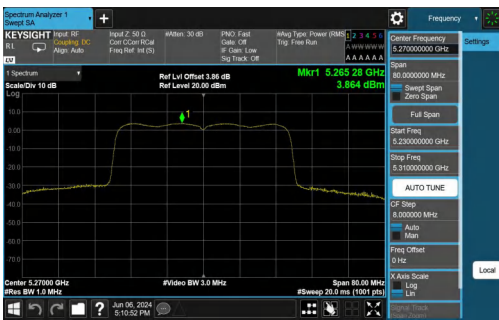 Spectrum Analyzer 1
Swept SA
Frequency
KEYSIGHT
RL
LV
Input: RF
Coupling: DC
Align: Auto
Input Z: 50 Ω
Corr CCorr RCal
Freq Ref: Int (S)
#Atten: 30 dB
PNO: Fast
Gate: Off
IF Gain: Low
Sig Track: Off
#Avg Type: Power (RMS
Trig: Free Run
1 2 3 4 5 6
A W W W W W
A A A A A A
1 Spectrum
Scale/Div 10 dB
Log
Ref Lvl Offset 3.86 dB
Ref Level 20.00 dBm
Mkr1 5.265 28 GHz
3.864 dBm
1
10.0
0.00
-10.0
-20.0
-30.0
-40.0
-50.0
-60.0
-70.0
Center 5.27000 GHz
#Res BW 1.0 MHz
#Video BW 3.0 MHz
Span 80.00 MHz
#Sweep 20.0 ms (1001 pts)
Jun 06, 2024
5:10:52 PM
Center Frequency
5.270000000 GHz
Span
80.0000000 MHz
Swept Span
Zero Span
Full Span
Start Freq
5.230000000 GHz
Stop Freq
5.310000000 GHz
AUTO TUNE
CF Step
8.000000 MHz
Auto
Man
Freq Offset
0 Hz
X Axis Scale
Log
Lin
Signal Track
Settings
Local